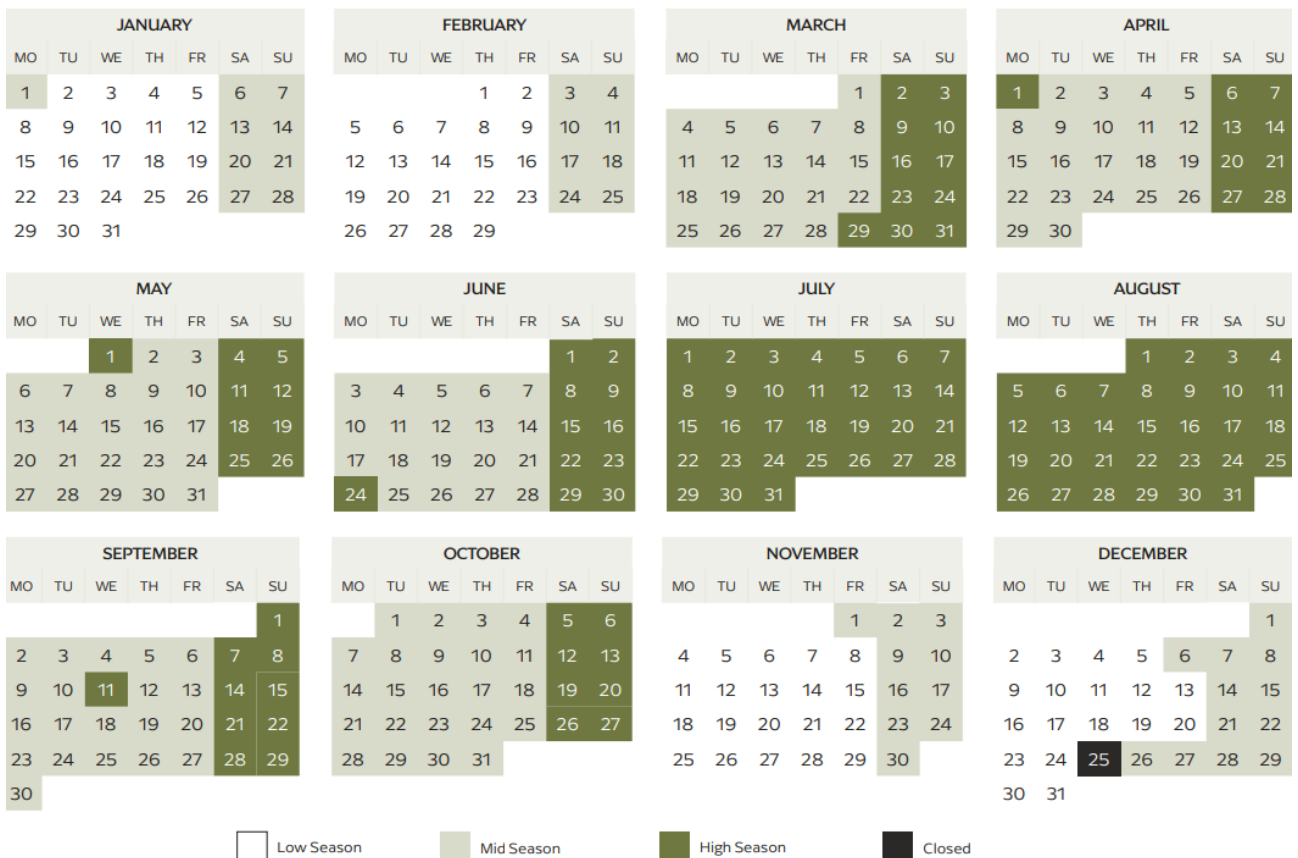 JANUARY
MO TU WE TH FR SA SU
1 2 3 4 5 6 7
8 9 10 11 12 13 14
15 16 17 18 19 20 21
22 23 24 25 26 27 28
29 30 31
FEBRUARY
MO TU WE TH FR SA SU
1 2 3 4
5 6 7 8 9 10 11
12 13 14 15 16 17 18
19 20 21 22 23 24 25
26 27 28 29
MARCH
MO TU WE TH FR SA SU
1 2 3
4 5 6 7 8 9 10
11 12 13 14 15 16 17
18 19 20 21 22 23 24
25 26 27 28 29 30 31
APRIL
MO TU WE TH FR SA SU
1 2 3 4 5 6 7
8 9 10 11 12 13 14
15 16 17 18 19 20 21
22 23 24 25 26 27 28
29 30
MAY
MO TU WE TH FR SA SU
1 2 3 4 5
6 7 8 9 10 11 12
13 14 15 16 17 18 19
20 21 22 23 24 25 26
27 28 29 30 31
JUNE
MO TU WE TH FR SA SU
1 2
3 4 5 6 7 8 9
10 11 12 13 14 15 16
17 18 19 20 21 22 23
24 25 26 27 28 29 30
JULY
MO TU WE TH FR SA SU
1 2 3 4 5 6 7
8 9 10 11 12 13 14
15 16 17 18 19 20 21
22 23 24 25 26 27 28
29 30 31
AUGUST
MO TU WE TH FR SA SU
1 2 3 4
5 6 7 8 9 10 11
12 13 14 15 16 17 18
19 20 21 22 23 24 25
26 27 28 29 30 31
SEPTEMBER
MO TU WE TH FR SA SU
1
2 3 4 5 6 7 8
9 10 11 12 13 14 15
16 17 18 19 20 21 22
23 24 25 26 27 28 29
30
OCTOBER
MO TU WE TH FR SA SU
1 2 3 4 5 6
7 8 9 10 11 12 13
14 15 16 17 18 19 20
21 22 23 24 25 26 27
28 29 30 31
NOVEMBER
MO TU WE TH FR SA SU
1 2 3
4 5 6 7 8 9 10
11 12 13 14 15 16 17
18 19 20 21 22 23 24
25 26 27 28 29 30
DECEMBER
MO TU WE TH FR SA SU
1
2 3 4 5 6 7 8
9 10 11 12 13 14 15
16 17 18 19 20 21 22
23 24 25 26 27 28 29
30 31
Low Season Mid Season High Season Closed